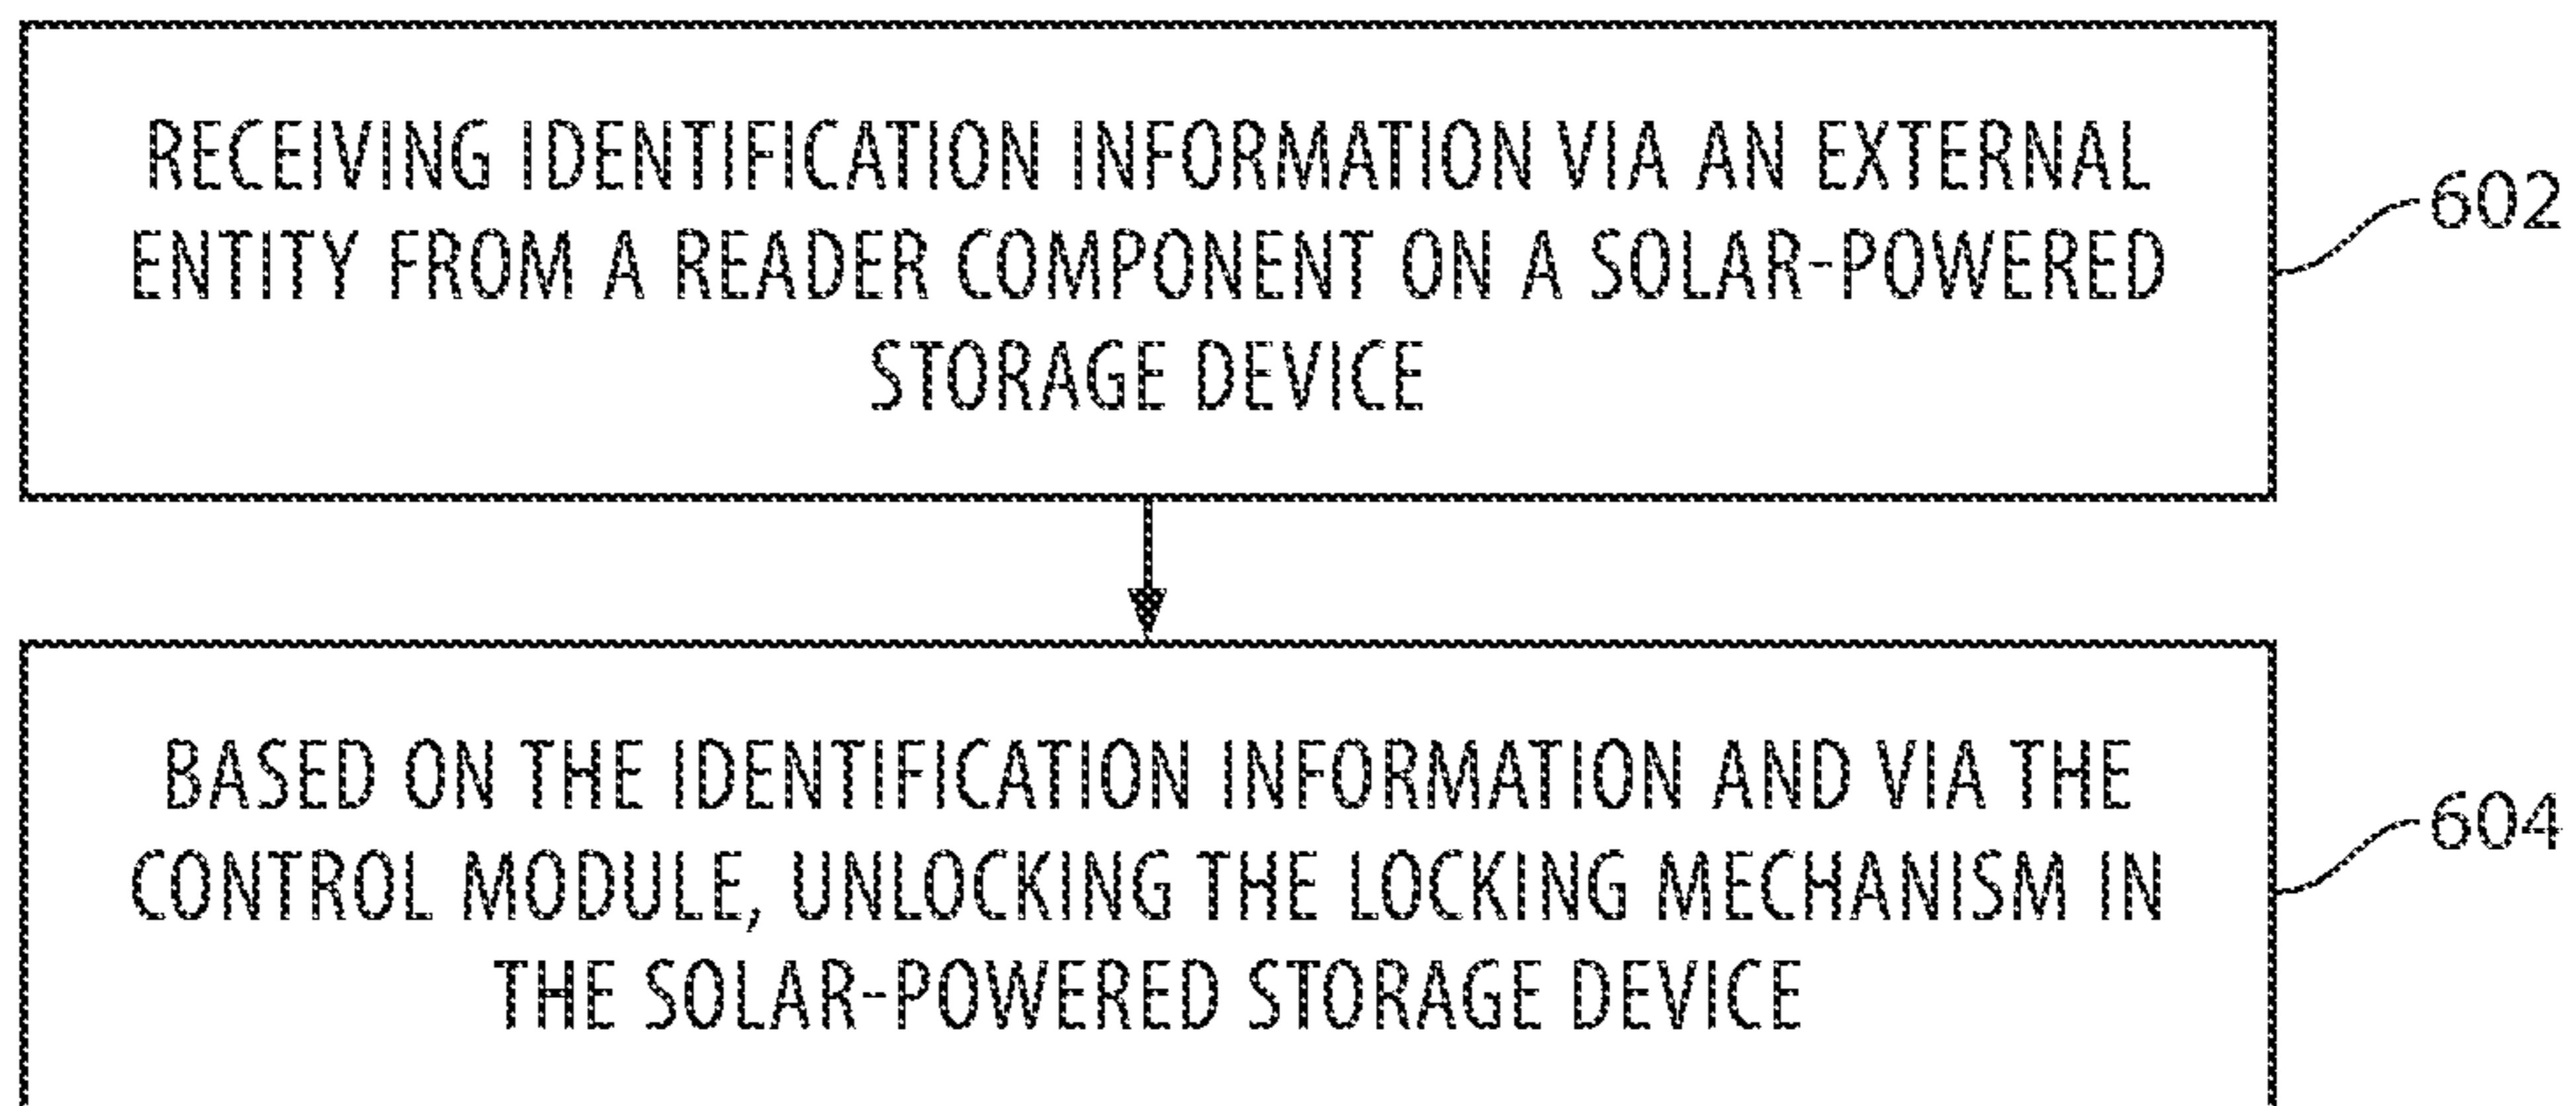 RECEIVING IDENTIFICATION INFORMATION VIA AN EXTERNAL
ENTITY FROM A READER COMPONENT ON A SOLAR-POWERED
STORAGE DEVICE
602
BASED ON THE IDENTIFICATION INFORMATION AND VIA THE
CONTROL MODULE, UNLOCKING THE LOCKING MECHANISM IN
THE SOLAR-POWERED STORAGE DEVICE
604